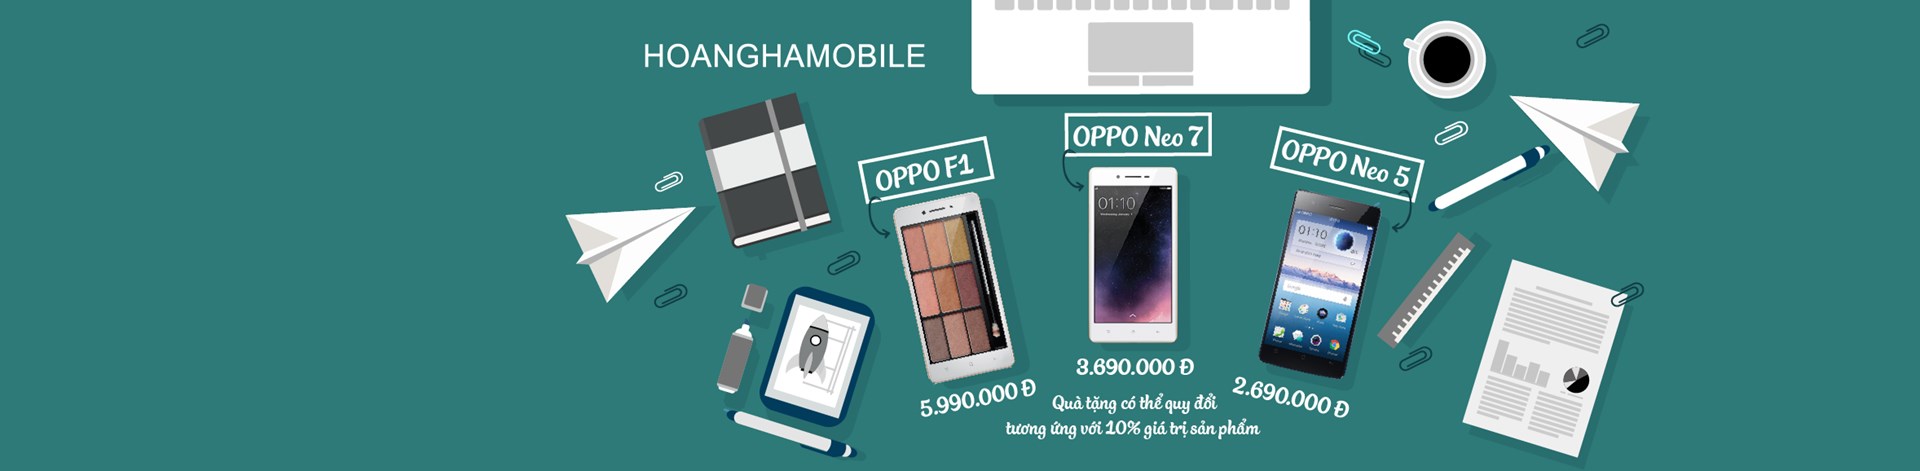 HOANGHAMOBILE
OPPO F1
OPPO Neo 7
OPPO Neo 5
01:10
01:10
5.990.000 Đ
3.690.000 Đ
2.690.000 Đ
Quà tặng có thể quy đổi
tương ứng với 10% giá trị sản phẩm